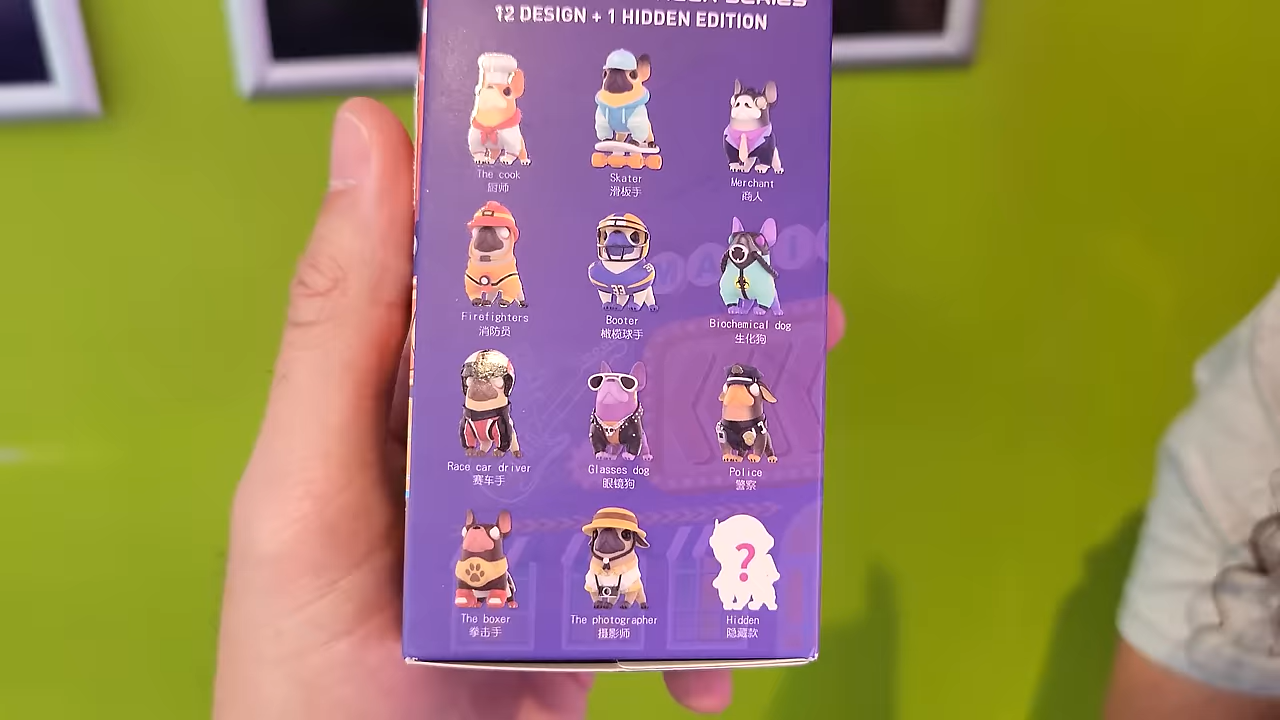 SERIES
12 DESIGN + 1 HIDDEN EDITION
The cook
厨师
Skater
滑板手
Merchant
商人
Firefighters
消防员
Booter
橄榄球手
Biochemical dog
生化狗
33
Race car driver
赛车手
Glasses dog
眼镜狗
Police
警察
The boxer
拳击手
The photographer
摄影师
?
Hidden
隐藏款